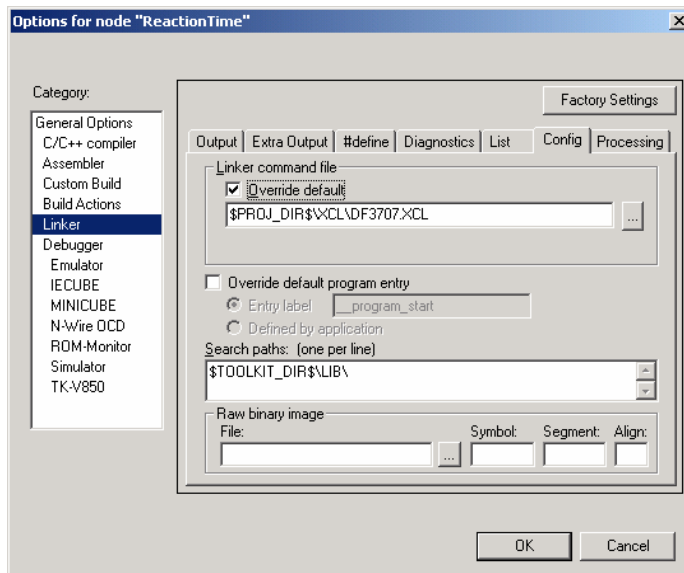 Options for node "ReactionTime"
Category:
Factory Settings
General Options
C/C++ compiler
Assembler
Custom Build
Build Actions
Linker
Debugger
Emulator
IECUBE
MINICUBE
N-Wire OCD
ROM-Monitor
Simulator
TK-V850
Output Extra Output #define Diagnostics List Config Processing
Linker command file
Override default
$PROJ_DIR$\XCL\DF3707.XCL
...
Override default program entry
Entry label __program_start
Defined by application
Search paths: (one per line)
$TOOLKIT_DIR$\LIB\
Raw binary image
File: Symbol: Segment: Align:
...
OK Cancel